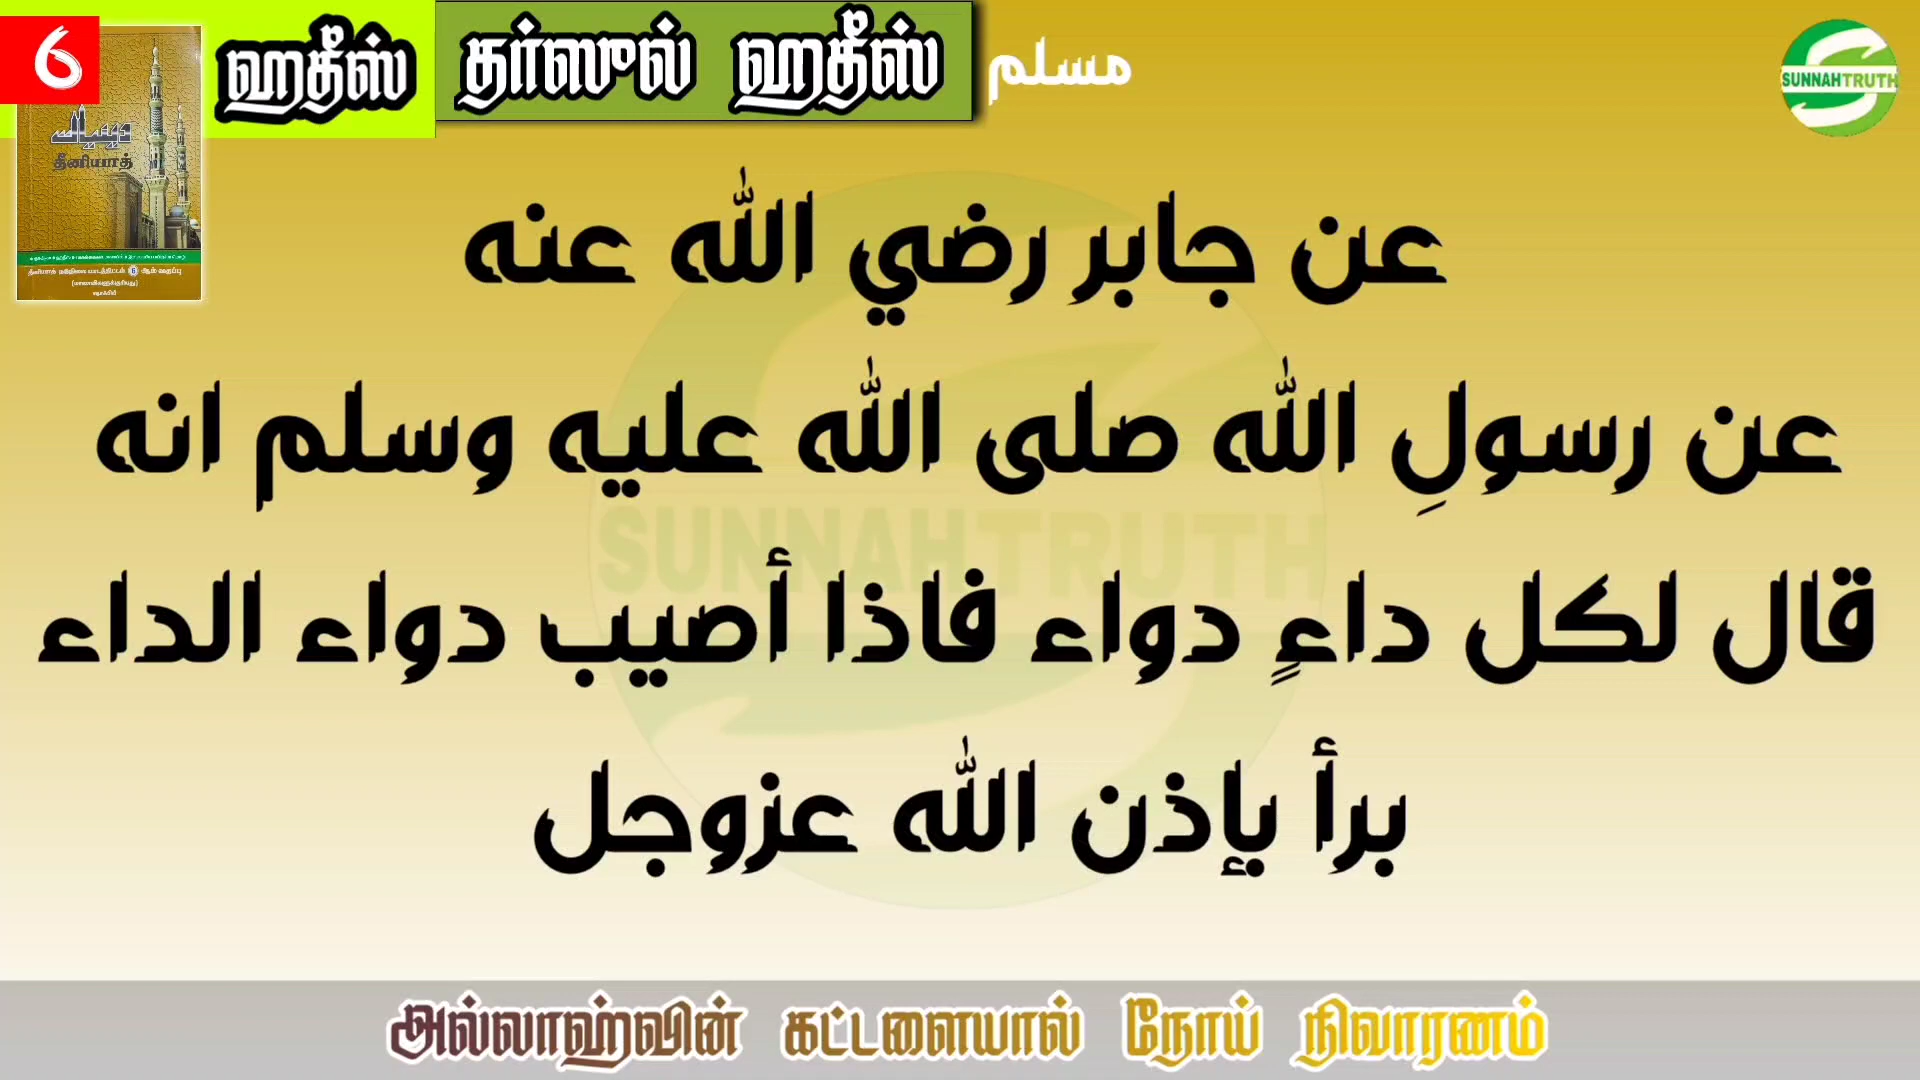 6
ஹதீஸ்
தர்ஸுல் ஹதீஸ்
مسلم
SUNNAHTRUTH
தீனியாத்
عن جابر رضي الله عنه
عن رسولِ الله صلى الله عليه وسلم انه
قال لكل داءٍ دواء فاذا أصيب دواء الداء
برأ بإذن الله عزوجل
SUNNAHTRUTH
அல்லாஹ்வின் கட்டளையால் நோய் நிவாரணம்